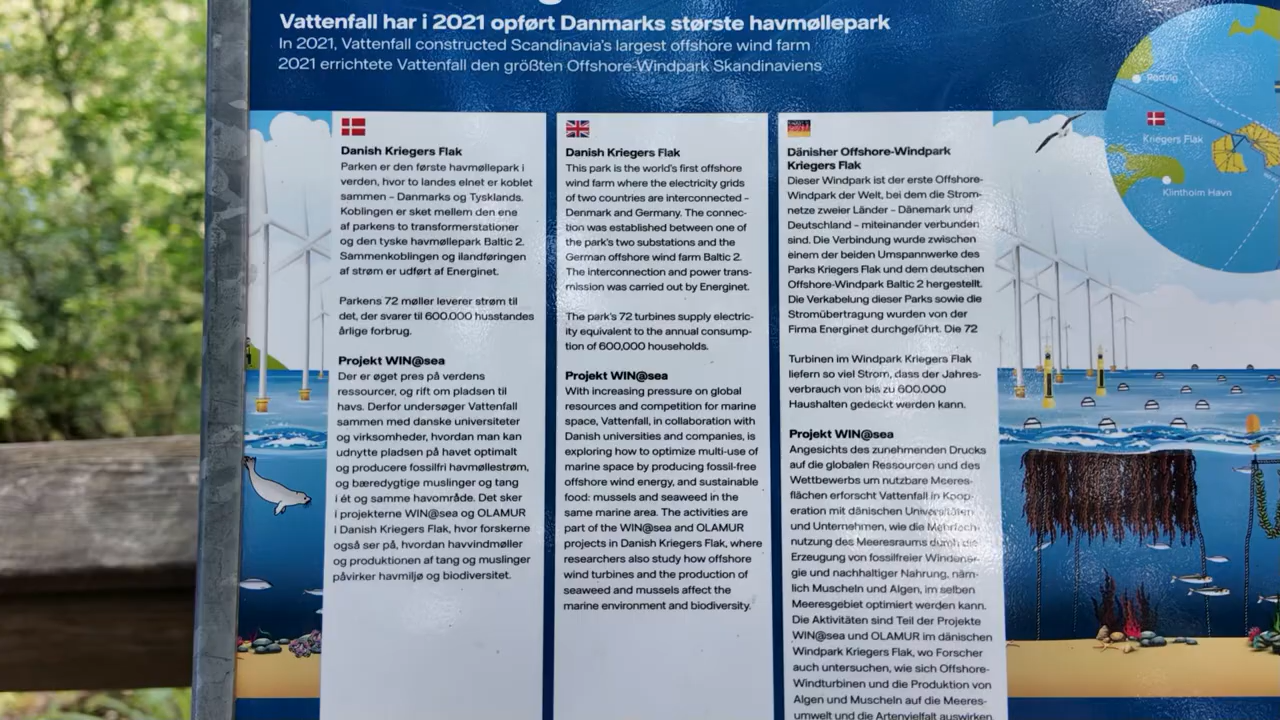 Vattenfall har i 2021 opført Danmarks største havmøllepark
In 2021, Vattenfall constructed Scandinavia's largest offshore wind farm
2021 errichtete Vattenfall den größten Offshore-Windpark Skandinaviens
Danish Kriegers Flak
Parken er den første havmøllepark i
verden, hvor to landes elnet er koblet
sammen – Danmarks og Tysklands.
Koblingen er sket mellem den ene
af parkens to transformerstationer
og den tyske havmøllepark Baltic 2.
Sammenkoblingen og ilandføringen
af strøm er udført af Energinet.
Parkens 72 møller leverer strøm til
det, der svarer til 600.000 husstandes
årlige forbrug.
Projekt WIN@sea
Der er øget pres på verdens
ressourcer, og rift om pladsen til
havs. Derfor undersøger Vattenfall
sammen med danske universiteter
og virksomheder, hvordan man kan
udnytte pladsen på havet optimalt
og producere fossilfri havmøllestrøm,
og bæredygtige muslinger og tang
i ét og samme havområde. Det sker
i projekterne WIN@sea og OLAMUR
i Danish Kriegers Flak, hvor forskerne
også ser på, hvordan havvindmøller
og produktionen af tang og muslinger
påvirker havmiljø og biodiversitet.
Danish Kriegers Flak
This park is the world's first offshore
wind farm where the electricity grids
of two countries are interconnected –
Denmark and Germany. The connec-
tion was established between one of
the park's two substations and the
German offshore wind farm Baltic 2.
The interconnection and power trans-
mission was carried out by Energinet.
The park's 72 turbines supply electric-
ity equivalent to the annual consump-
tion of 600,000 households.
Projekt WIN@sea
With increasing pressure on global
resources and competition for marine
space, Vattenfall, in collaboration with
Danish universities and companies, is
exploring how to optimize multi-use of
marine space by producing fossil-free
offshore wind energy, and sustainable
food: mussels and seaweed in the
same marine area. The activities are
part of the WIN@sea and OLAMUR
projects in Danish Kriegers Flak, where
researchers also study how offshore
wind turbines and the production of
seaweed and mussels affect the
marine environment and biodiversity.
Dänisher Offshore-Windpark
Kriegers Flak
Dieser Windpark ist der erste Offshore-
Windpark der Welt, bei dem die Strom-
netze zweier Länder – Dänemark und
Deutschland – miteinander verbunden
sind. Die Verbindung wurde zwischen
einem der beiden Umspannwerke des
Parks Kriegers Flak und dem deutschen
Offshore-Windpark Baltic 2 hergestellt.
Die Verkabelung dieser Parks sowie die
Stromübertragung wurden von der
Firma Energinet durchgeführt. Die 72
Turbinen im Windpark Kriegers Flak
liefern so viel Strom, dass der Jahres-
verbrauch von bis zu 600.000
Haushalten gedeckt werden kann.
Projekt WIN@sea
Angesichts des zunehmenden Drucks
auf die globalen Ressourcen und des
Wettbewerbs um nutzbare Meeres-
flächen erforscht Vattenfall in Koop-
eration mit dänischen Universitäten
und Unternehmen, wie die Mehrfach-
nutzung des Meeresraums durch die
Erzeugung von fossilfreier Windener-
gie und nachhaltiger Nahrung, näm-
lich Muscheln und Algen, im selben
Meeresgebiet optimiert werden kann.
Die Aktivitäten sind Teil der Projekte
WIN@sea und OLAMUR im dänischen
Windpark Kriegers Flak, wo Forscher
auch untersuchen, wie sich Offshore-
Windturbinen und die Produktion von
Algen und Muscheln auf die Meeres-
umwelt und die Artenvielfalt auswirken.
Rødvig
Kriegers Flak
Klintholm Havn